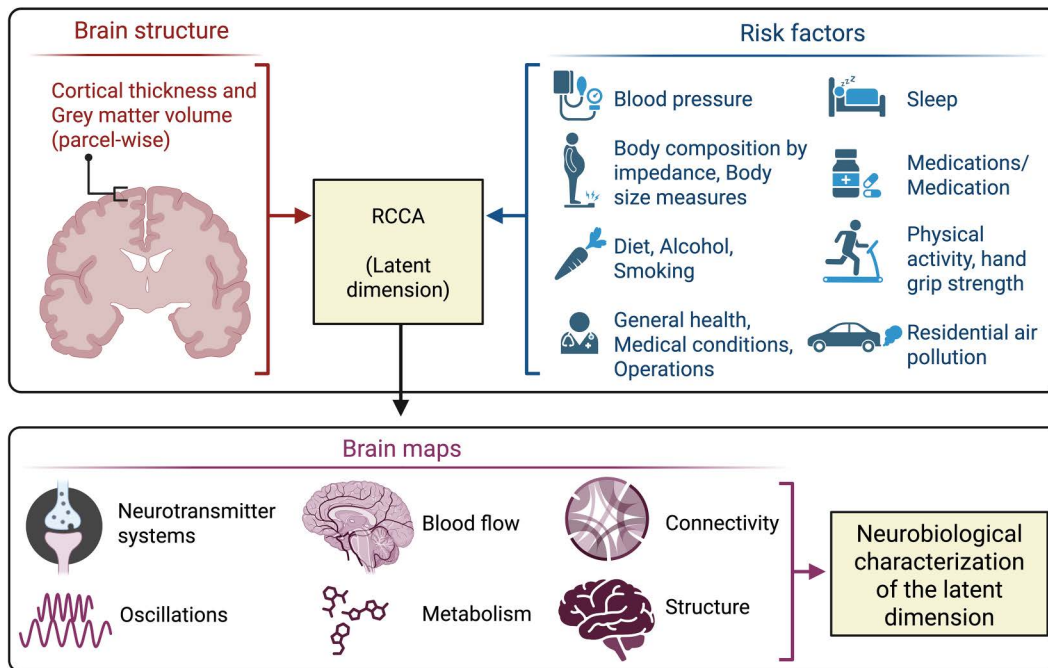 Brain structure
Cortical thickness and
Grey matter volume
(parcel-wise)
RCCA
(Latent
dimension)
Risk factors
Blood pressure
Body composition by
impedance, Body
size measures
Diet, Alcohol,
Smoking
General health,
Medical conditions,
Operations
zzz
Sleep
Medications/
Medication
Physical
activity, hand
grip strength
Residential air
pollution
Brain maps
Neurotransmitter
systems
Blood flow
Connectivity
Oscillations
Metabolism
Structure
Neurobiological
characterization
of the latent
dimension